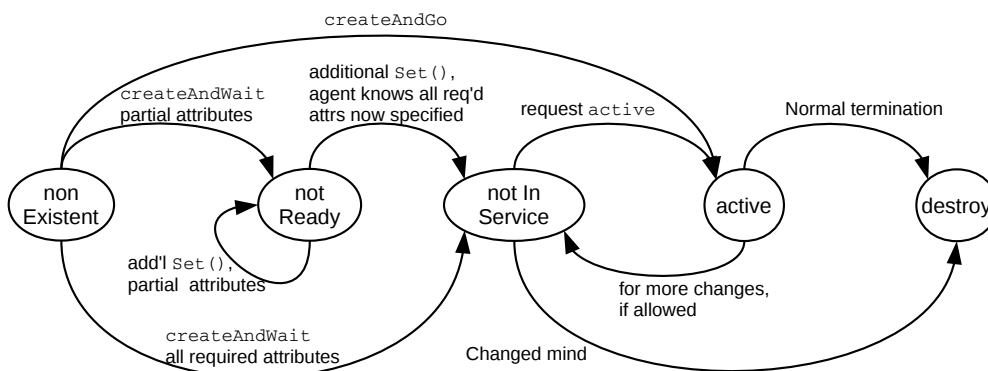 createAndGo
additional Set(),
agent knows all req'd
attrs now specified
createAndWait
partial attributes
request active
Normal termination
non
Existent
not
Ready
not In
Service
active
destroy
add'l Set(),
partial attributes
for more changes,
if allowed
createAndWait
all required attributes
Changed mind